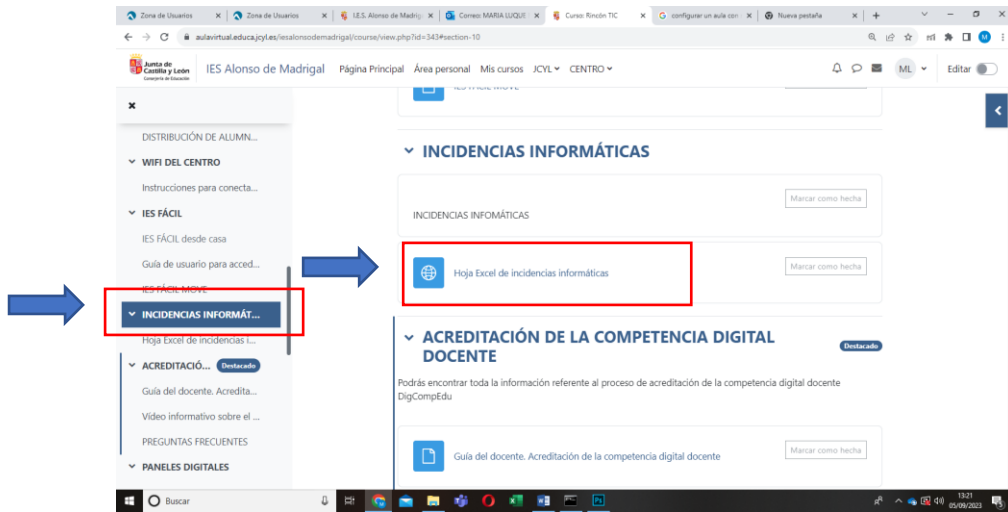 Zona de Usuarios
Zona de Usuarios
I.E.S. Alonso de Madrig
Correo: MARIA LUQUE
Curso: Rincón TIC
configurar un aula con
Nueva pestaña
aulavirtual.educa.jcyl.es/iesalonsodemadrigal/course/view.php?id=343#section-10
Junta de
Castilla y León
Consejería de Educación
IES Alonso de Madrigal
Página Principal
Área personal
Mis cursos
JCYL
CENTRO
ML
Editar
DISTRIBUCIÓN DE ALUMN...
WIFI DEL CENTRO
Instrucciones para conecta...
IES FÁCIL
IES FÁCIL desde casa
Guía de usuario para acced...
IES FÁCIL MOVE
INCIDENCIAS INFORMÁT...
Hoja Excel de incidencias i...
ACREDITACIÓ... Destacado
Guía del docente. Acredita...
Vídeo informativo sobre el ...
PREGUNTAS FRECUENTES
PANELES DIGITALES
IES FÁCIL MOVE
INCIDENCIAS INFORMÁTICAS
Marcar como hecha
INCIDENCIAS INFOMÁTICAS
Hoja Excel de incidencias informáticas
Marcar como hecha
ACREDITACIÓN DE LA COMPETENCIA DIGITAL
DOCENTE
Destacado
Podrás encontrar toda la información referente al proceso de acreditación de la competencia digital docente
DigCompEdu
Guía del docente. Acreditación de la competencia digital docente
Marcar como hecha
Buscar
13:21
05/09/2023